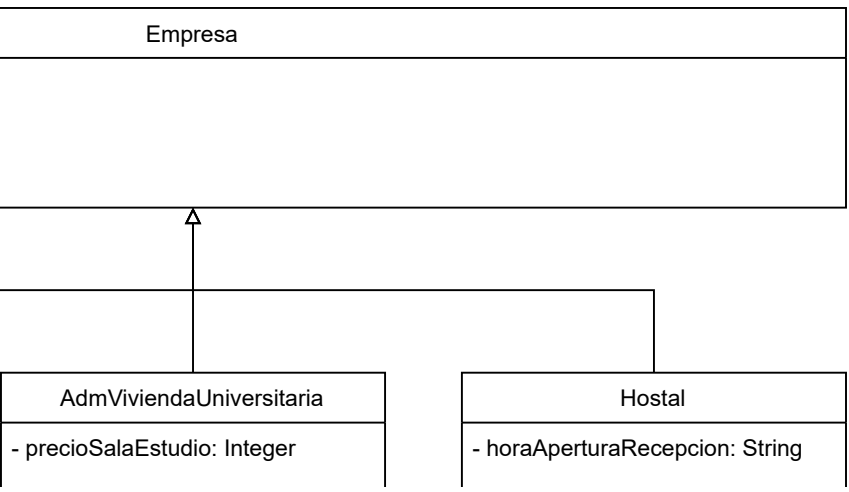 Empresa
AdmViviendaUniversitaria
Hostal
- precioSalaEstudio: Integer
- horaAperturaRecepcion: String